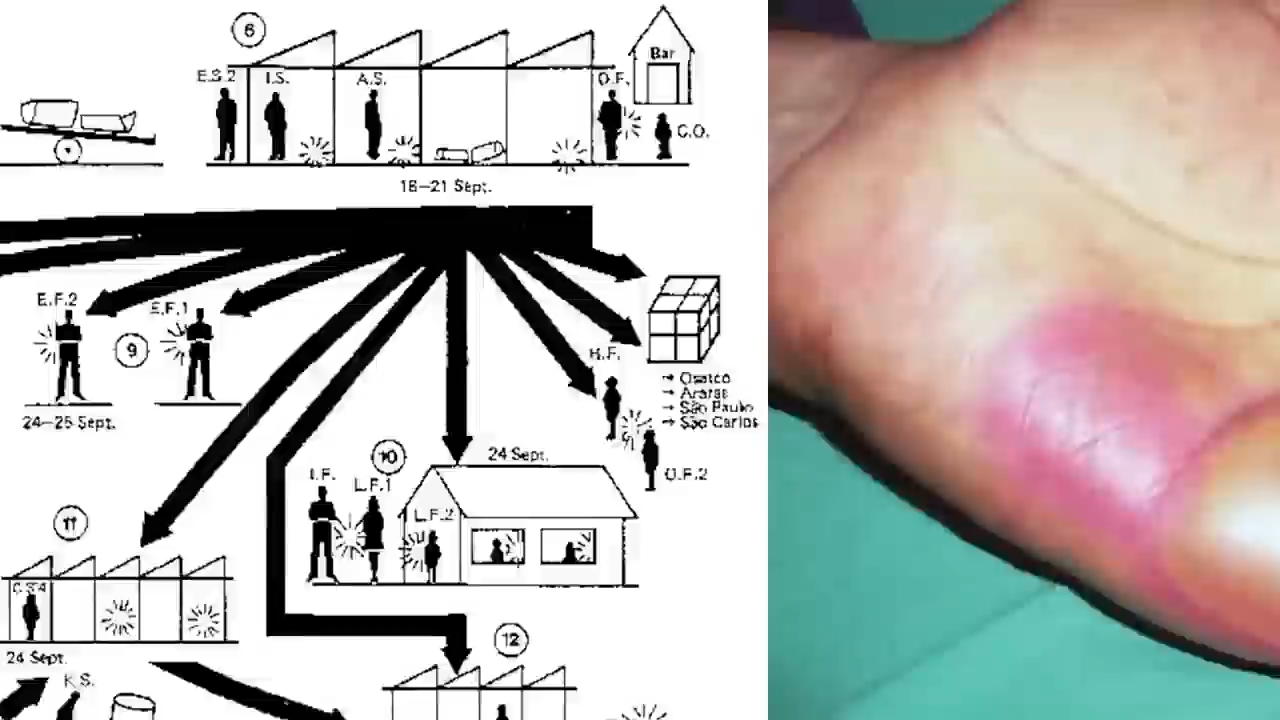 6
Bar
E.S.2 I.S. A.S. D.F.
C.O.
18–21 Sept.
E.F.2
E.F.1
9
24–25 Sept.
H.F.
→ Osasco
→ Araras
→ São Paulo
→ São Carlos
O.F.2
10
24 Sept.
I.F.
L.F.1
L.F.2
11
24 Sept.
12
K.S.